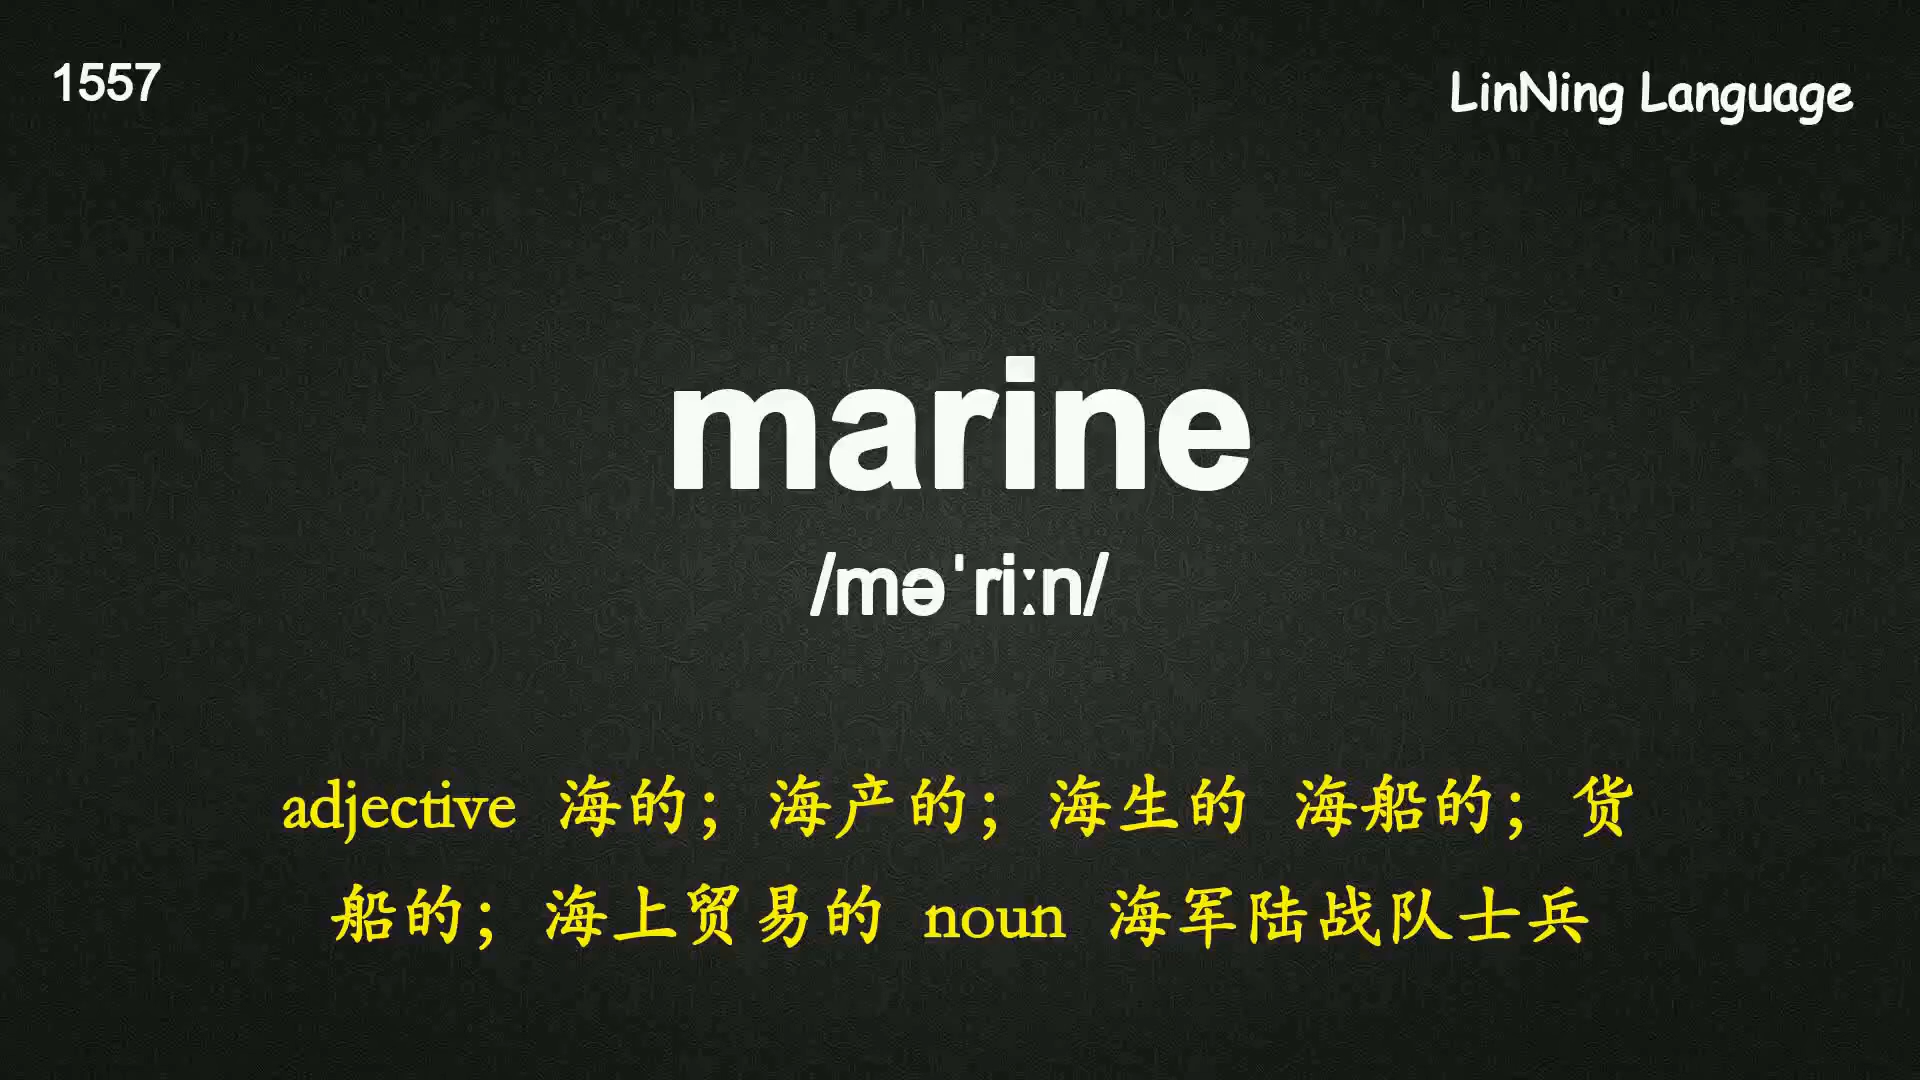 1557
LinNing Language
marine
/məˈriːn/
adjective 海的；海产的；海生的 海船的；货
船的；海上贸易的 noun 海军陆战队士兵